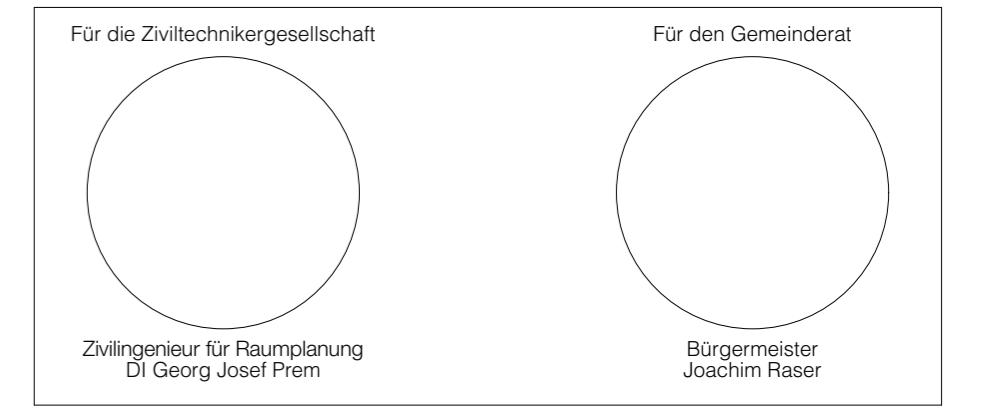 Für die Ziviltechnikergesellschaft
Zivilingenieur für Raumplanung
DI Georg Josef Prem
Für den Gemeinderat
Bürgermeister
Joachim Raser